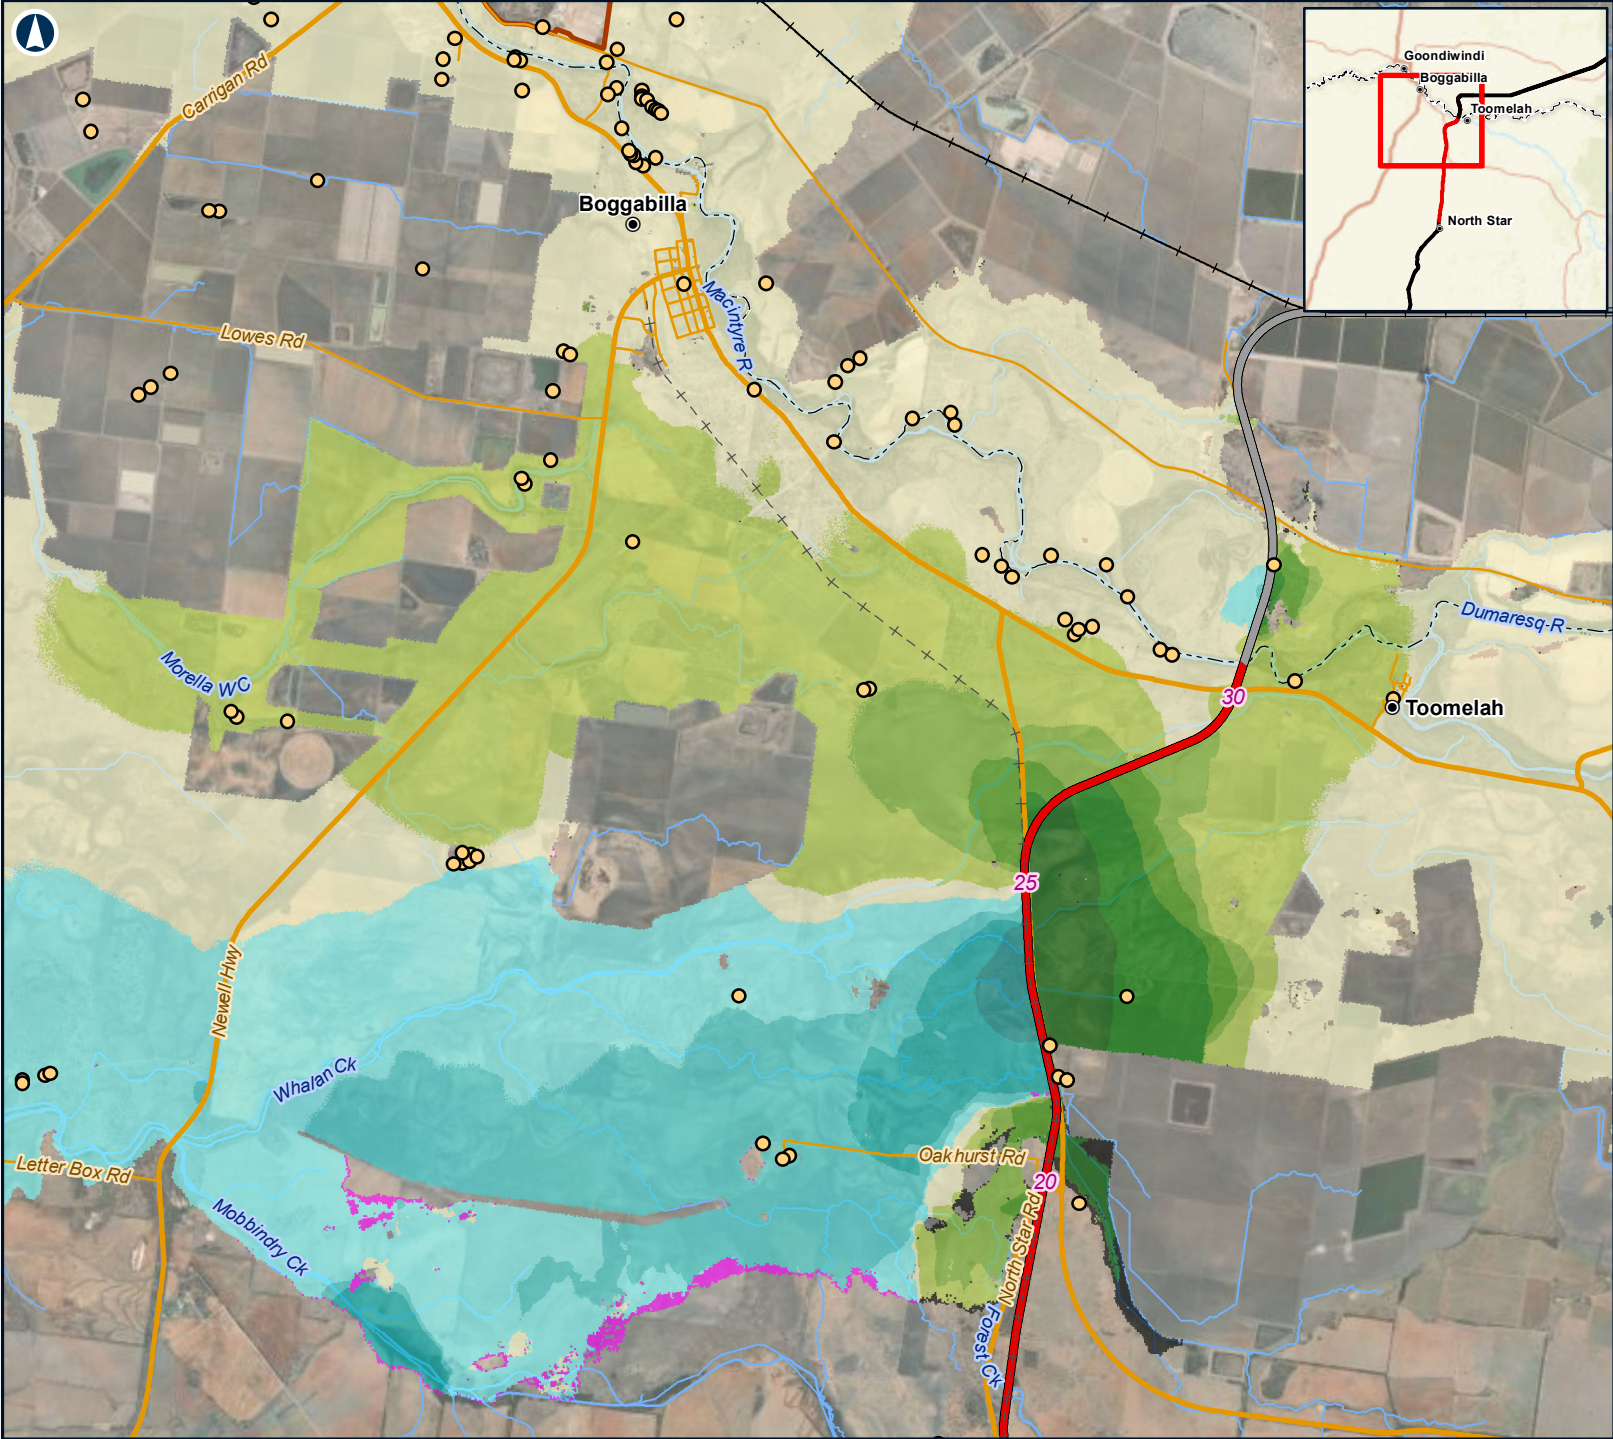 Goondiwindi
Boggabilla
Toomelah
North Star
Carrigan Rd
Boggabilla
Macintyre R
Lowes Rd
Dumaresq R
Morella WC
30
Toomelah
25
Newell Hwy
Whalan Ck
Letter Box Rd
Oakhurst Rd
20
Mobbindry Ck
North Star Rd
Forest Ck